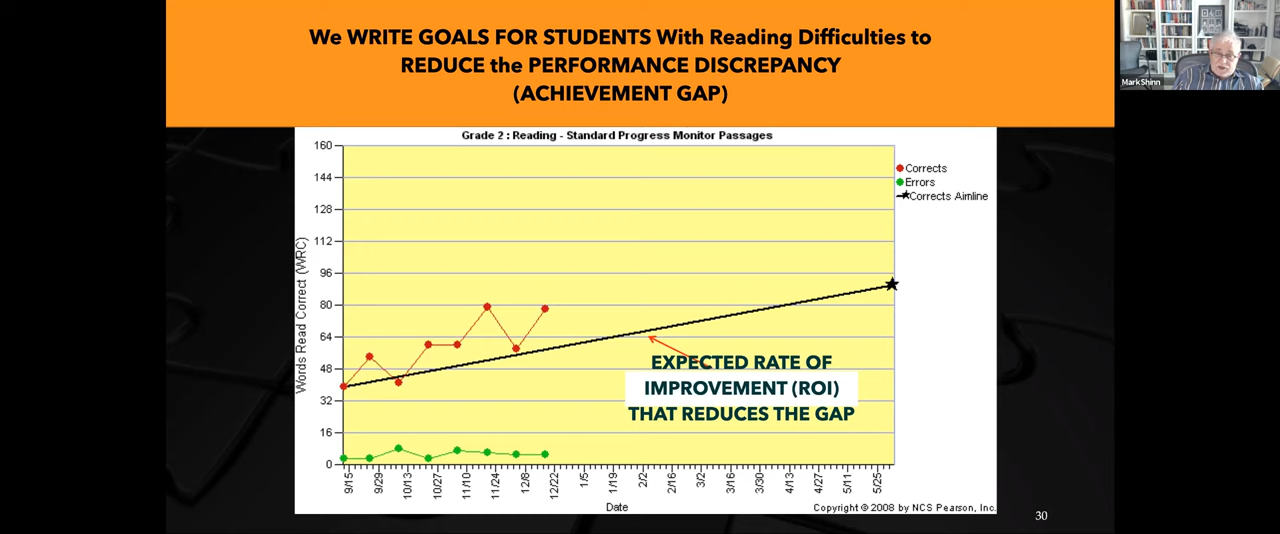 We WRITE GOALS FOR STUDENTS With Reading Difficulties to
REDUCE the PERFORMANCE DISCREPANCY
(ACHIEVEMENT GAP)
Mark Shinn
Grade 2 : Reading - Standard Progress Monitor Passages
Words Read Correct (WRC)
160
144
128
112
96
80
64
48
32
16
0
Corrects
Errors
Corrects Aimline
EXPECTED RATE OF
IMPROVEMENT (ROI)
THAT REDUCES THE GAP
9/15
9/29
10/13
10/27
11/10
11/24
12/8
12/22
1/5
1/19
2/2
2/16
3/2
3/16
3/30
4/13
4/27
5/11
5/25
Date
Copyright © 2008 by NCS Pearson, Inc.
30